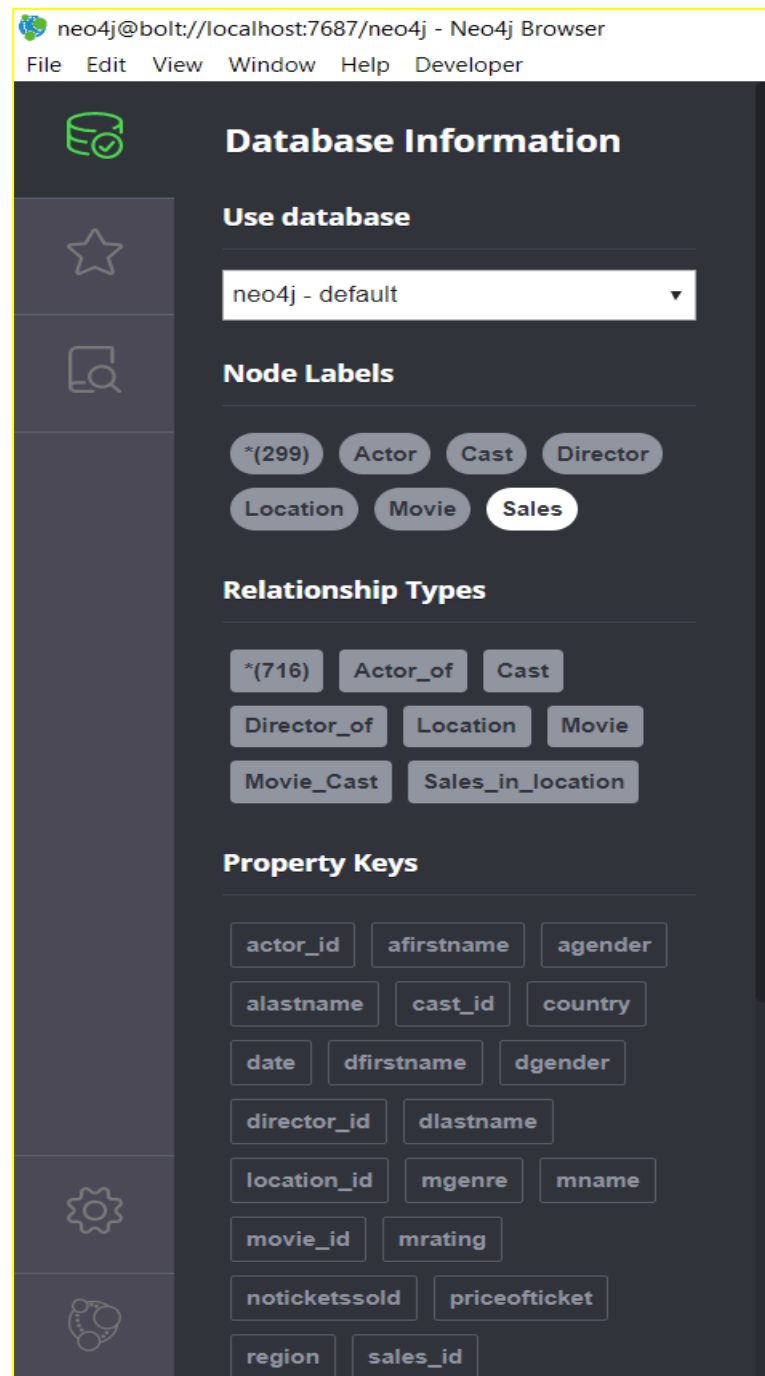 neo4j@bolt://localhost:7687/neo4j - Neo4j Browser
File Edit View Window Help Developer
Database Information
Use database
neo4j - default
Node Labels
*(299) Actor Cast Director
Location Movie Sales
Relationship Types
*(716) Actor_of Cast
Director_of Location Movie
Movie_Cast Sales_in_location
Property Keys
actor_id afirstname agender
alastname cast_id country
date dfirstname dgender
director_id dlastname
location_id mgenre mname
movie_id mrating
noticketssold priceofticket
region sales_id